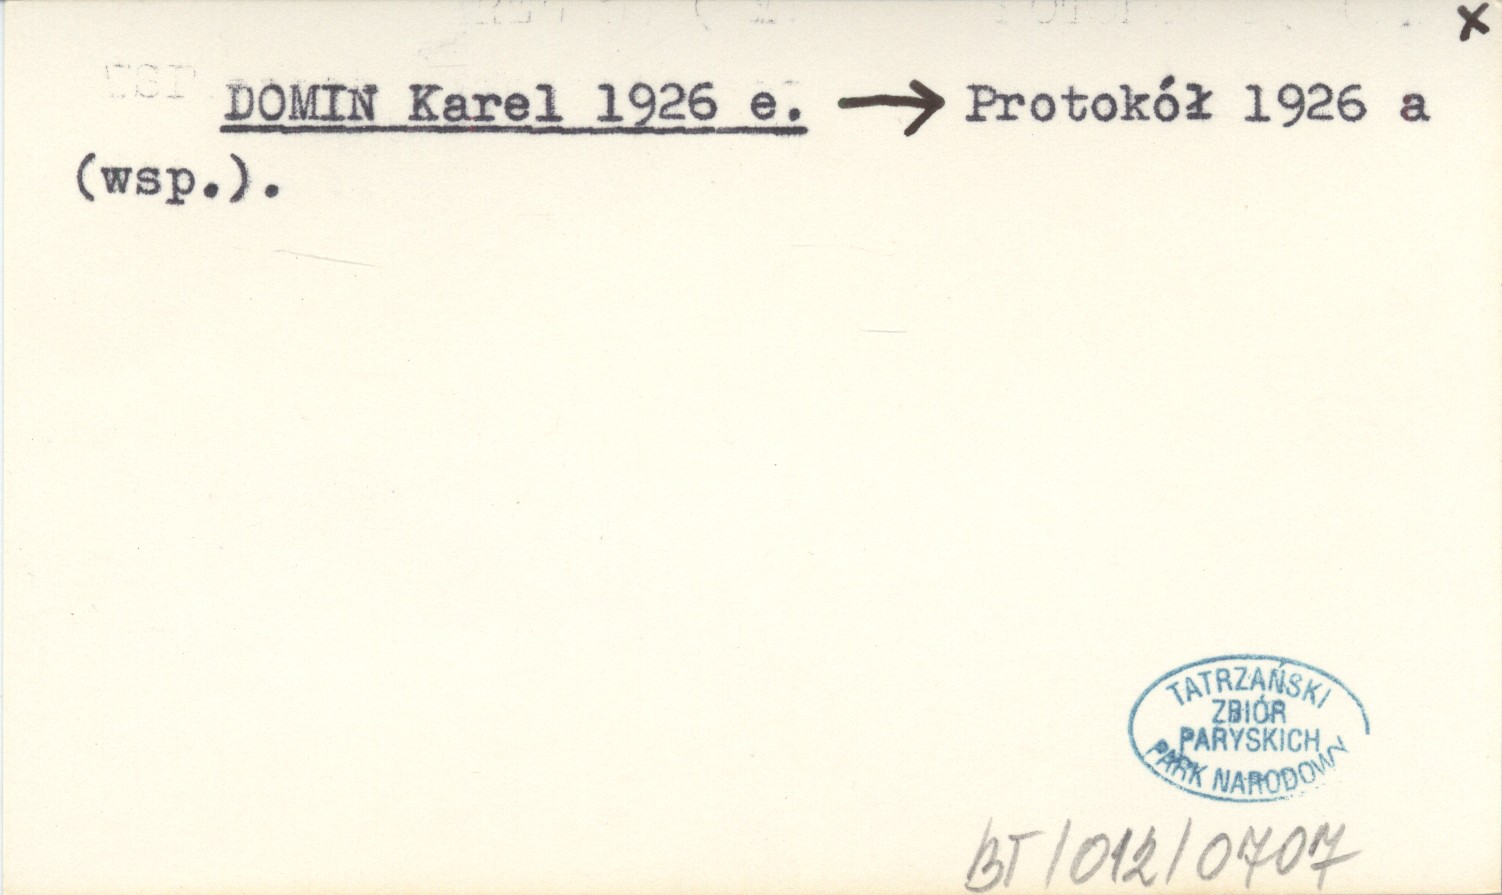 x
DOMIN Karel 1926 e. → Protokół 1926 a
(wsp.).
TATRZAŃSKI
ZBIÓR
PARYSKICH
PARK NARODOWY
BT/012/0707